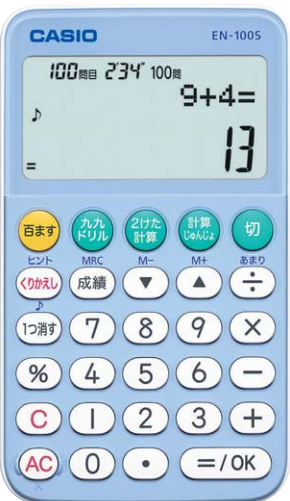 CASIO EN-100S
100問目 2'34" 100問
9+4=
♪
13
=
百ます 九九ドリル 2けた計算 計算じゅんじょ 切
ヒント MRC M− M+ あまり
くりかえし 成績 ▼ ▲ ÷
♪
1つ消す 7 8 9 ×
% 4 5 6 −
C 1 2 3 +
AC 0 • =/OK